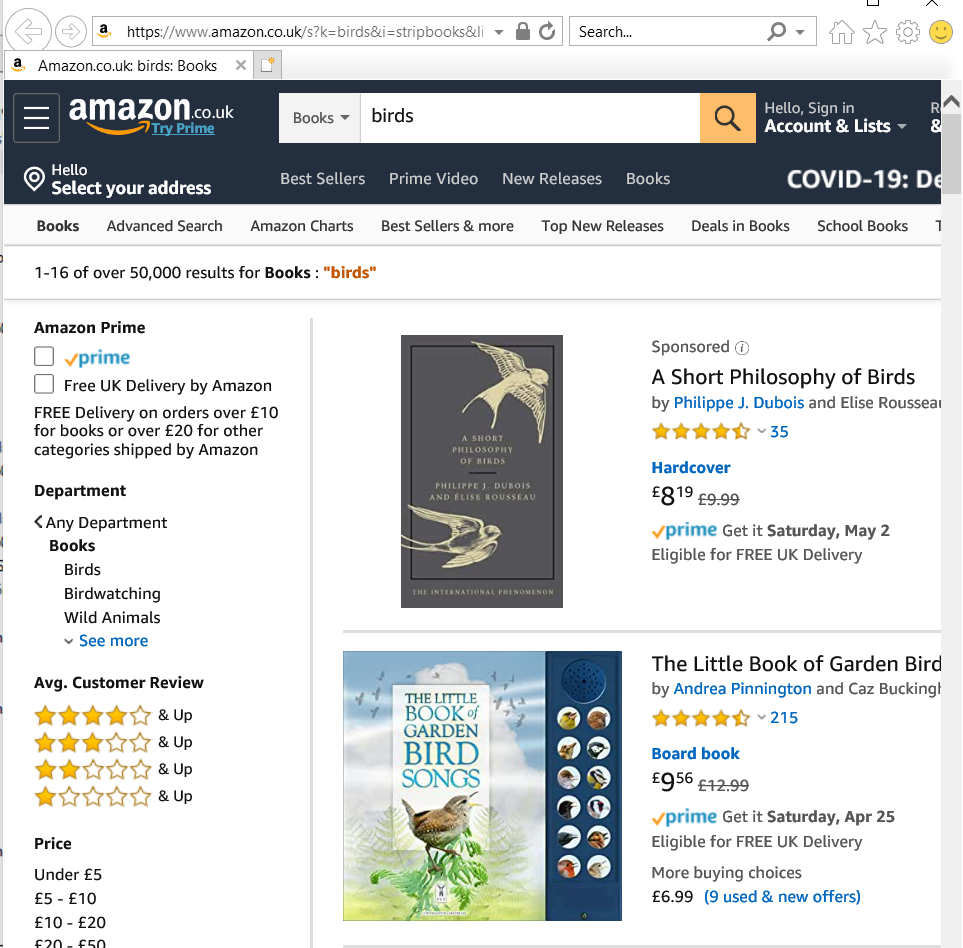 https://www.amazon.co.uk/s?k=birds&i=stripbooks&li
Search...
Amazon.co.uk: birds: Books
amazon.co.uk
Try Prime
Books
birds
Hello, Sign in
Account & Lists
R
&
Hello
Select your address
Best Sellers Prime Video New Releases Books
COVID-19: De
Books Advanced Search Amazon Charts Best Sellers & more Top New Releases Deals in Books School Books T
1-16 of over 50,000 results for Books : "birds"
Amazon Prime
prime
Free UK Delivery by Amazon
FREE Delivery on orders over £10
for books or over £20 for other
categories shipped by Amazon
Department
Any Department
Books
Birds
Birdwatching
Wild Animals
See more
Avg. Customer Review
& Up
& Up
& Up
& Up
Price
Under £5
£5 - £10
£10 - £20
£20 - £50
A SHORT
PHILOSOPHY
OF BIRDS
PHILIPPE J. DUBOIS
AND ÉLISE ROUSSEAU
THE INTERNATIONAL PHENOMENON
Sponsored
A Short Philosophy of Birds
by Philippe J. Dubois and Elise Rousseau
35
Hardcover
£819 £9.99
prime Get it Saturday, May 2
Eligible for FREE UK Delivery
THE LITTLE
BOOK of
GARDEN
BIRD
SONGS
The Little Book of Garden Bird
by Andrea Pinnington and Caz Buckingh
215
Board book
£956 £12.99
prime Get it Saturday, Apr 25
Eligible for FREE UK Delivery
More buying choices
£6.99 (9 used & new offers)